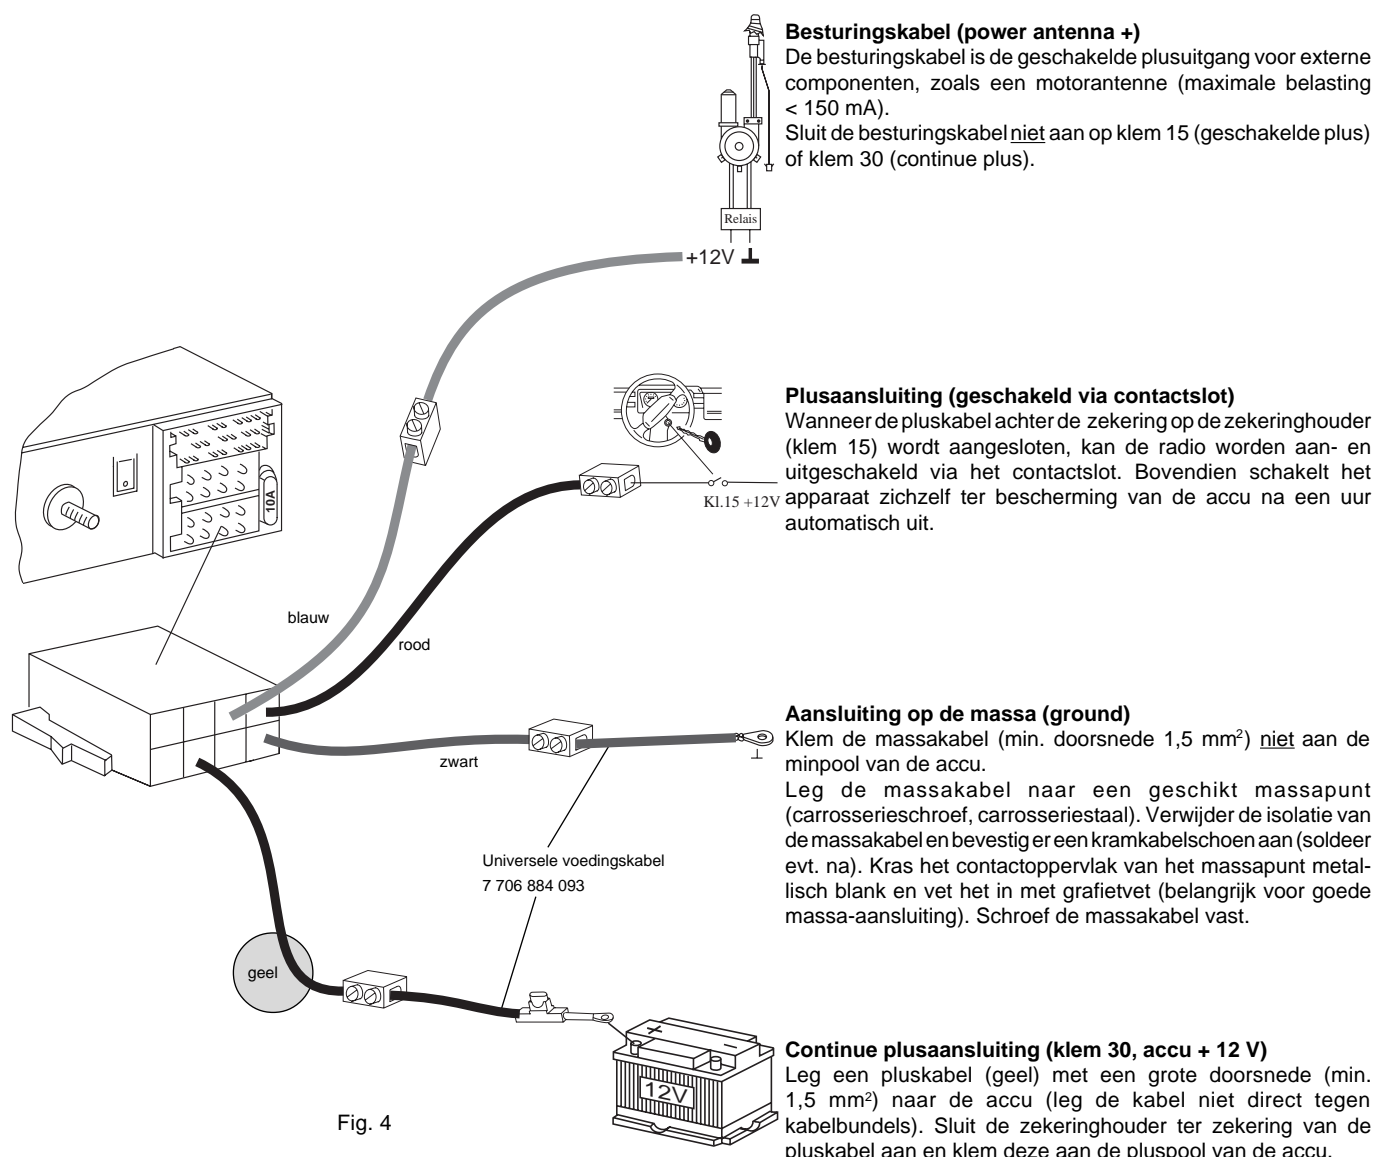 Besturingskabel (power antenna +)
De besturingskabel is de geschakelde plusuitgang voor externe
componenten, zoals een motorantenne (maximale belasting
< 150 mA).
Sluit de besturingskabel niet aan op klem 15 (geschakelde plus)
of klem 30 (continue plus).
Relais
+12V
Plusaansluiting (geschakeld via contactslot)
Wanneer de pluskabel achter de zekering op de zekeringhouder
(klem 15) wordt aangesloten, kan de radio worden aan- en
uitgeschakeld via het contactslot. Bovendien schakelt het
apparaat zichzelf ter bescherming van de accu na een uur
automatisch uit.
Kl.15 +12V
10A
blauw
rood
zwart
Aansluiting op de massa (ground)
Klem de massakabel (min. doorsnede 1,5 mm²) niet aan de
minpool van de accu.
Leg de massakabel naar een geschikt massapunt
(carrosserieschroef, carrosseriestaal). Verwijder de isolatie van
de massakabel en bevestig er een kramkabelschoen aan (soldeer
evt. na). Kras het contactoppervlak van het massapunt metal-
lisch blank en vet het in met grafietvet (belangrijk voor goede
massa-aansluiting). Schroef de massakabel vast.
Universele voedingskabel
7 706 884 093
geel
12V
Fig. 4
Continue plusaansluiting (klem 30, accu + 12 V)
Leg een pluskabel (geel) met een grote doorsnede (min.
1,5 mm²) naar de accu (leg de kabel niet direct tegen
kabelbundels). Sluit de zekeringhouder ter zekering van de
pluskabel aan en klem deze aan de pluspool van de accu.